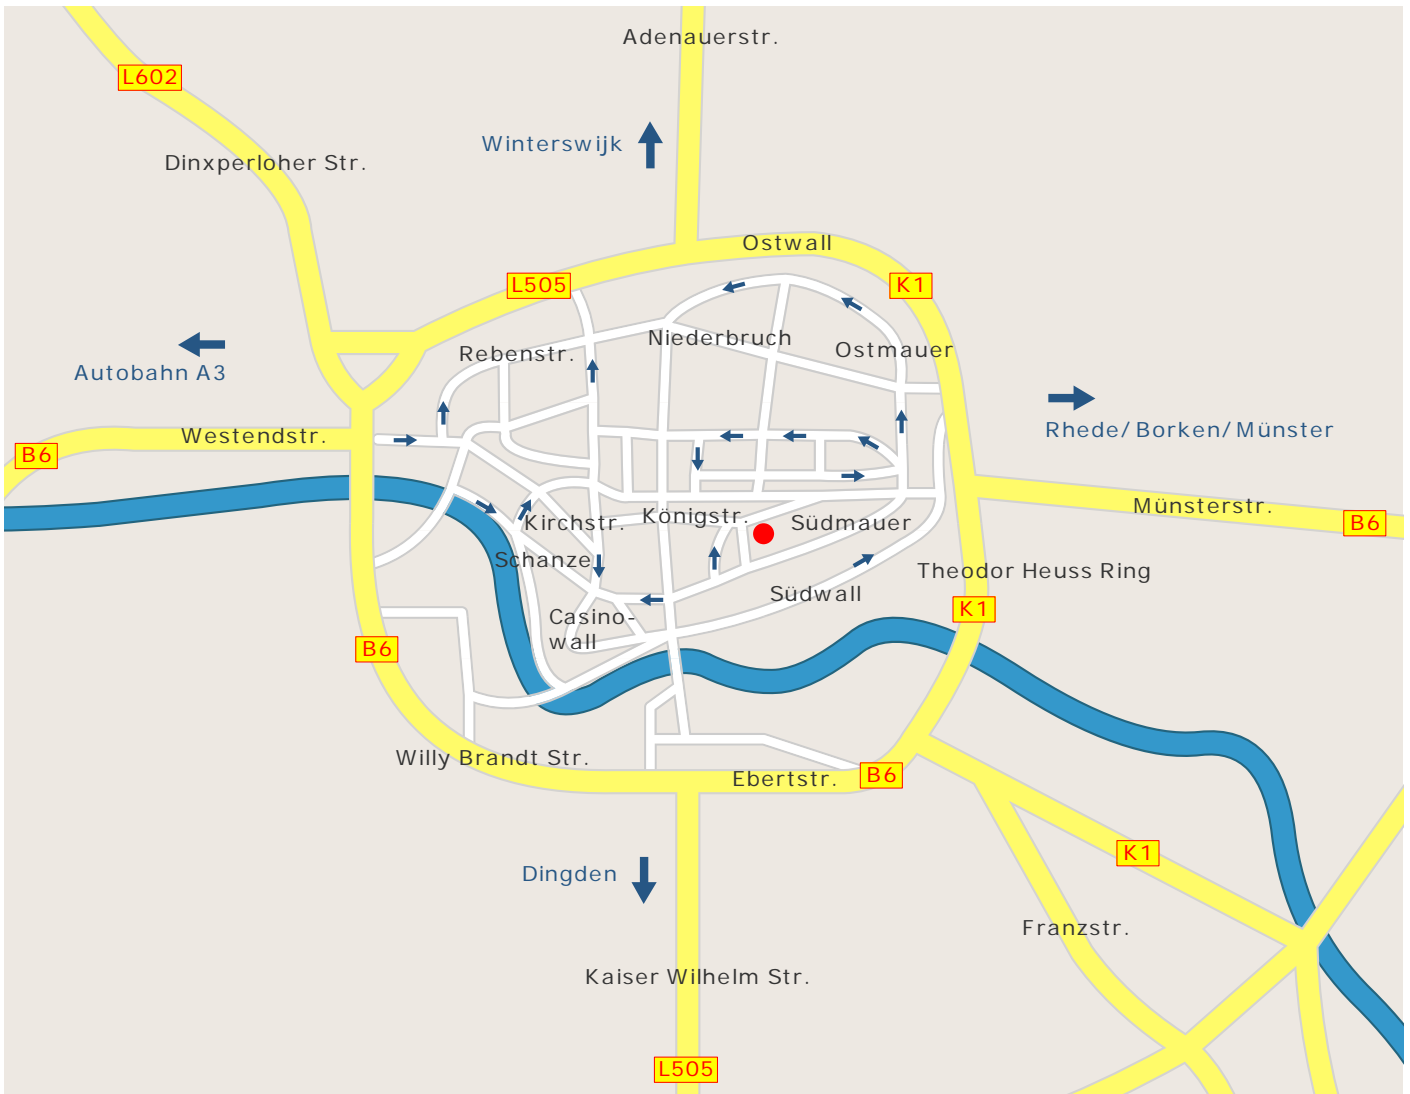 Adenauerstr.
L602
Winterswijk
Dinxperloher Str.
Ostwall
L505
K1
Niederbruch
Rebenstr.
Ostmauer
Autobahn A3
Rhede/Borken/Münster
Westendstr.
B6
Münsterstr.
Kirchstr.
Königstr.
Südmauer
B6
Schanze
Theodor Heuss Ring
Südwall
K1
Casino-
wall
B6
Willy Brandt Str.
Ebertstr.
B6
K1
Dingden
Franzstr.
Kaiser Wilhelm Str.
L505